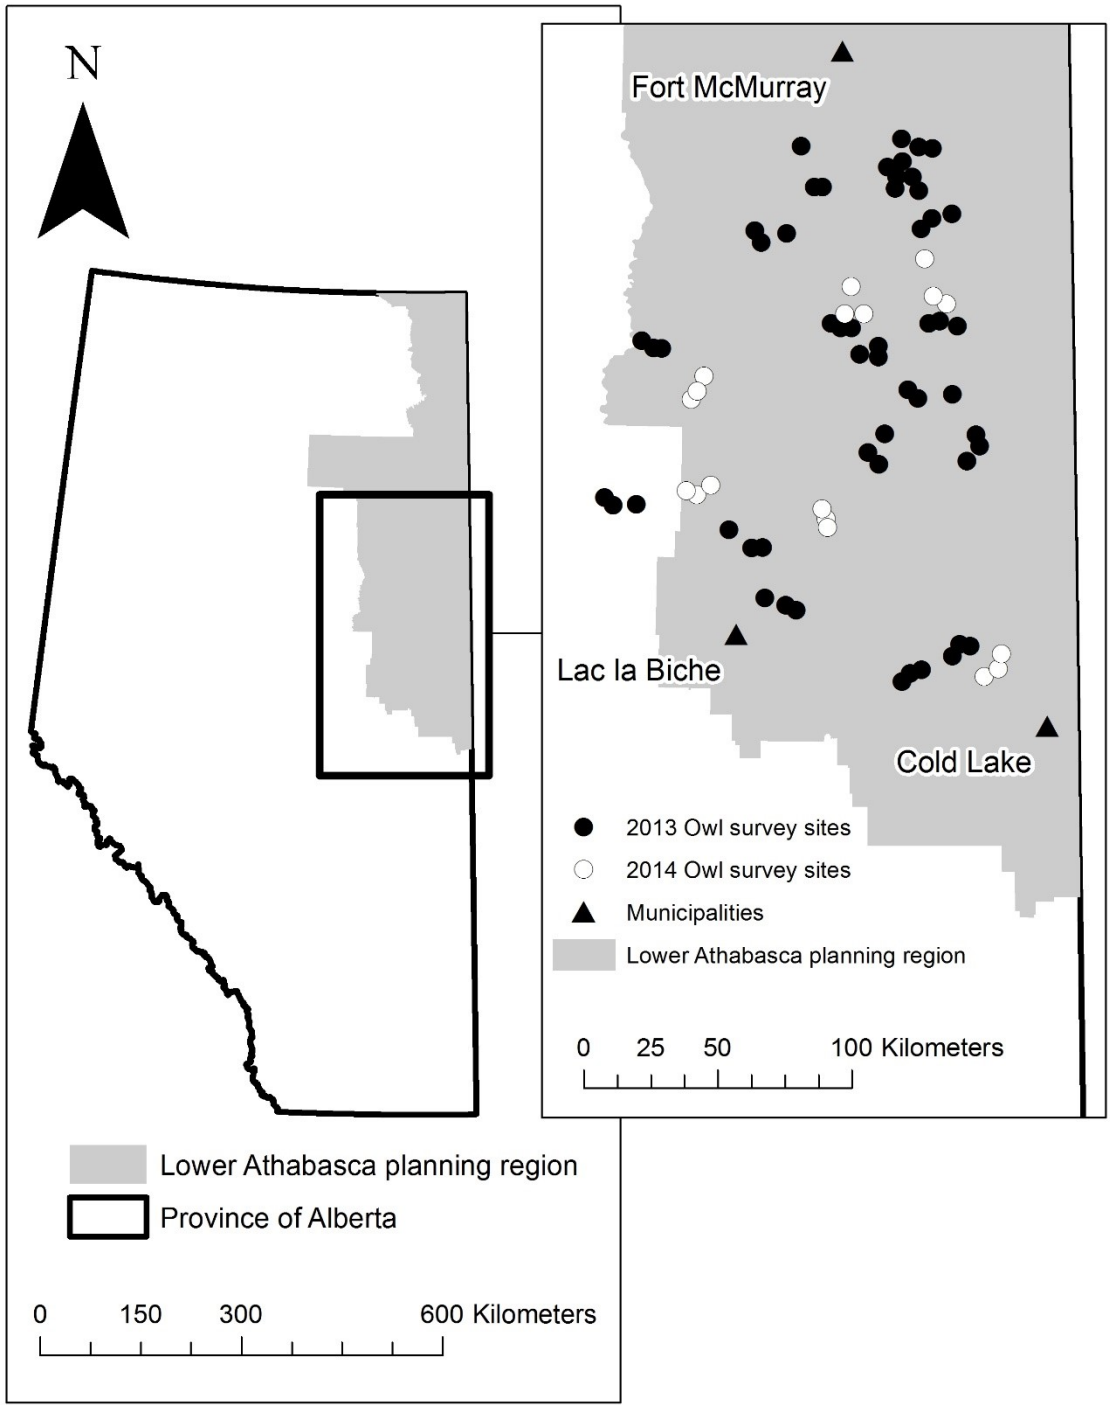 N
Fort McMurray
Lac la Biche
Cold Lake
2013 Owl survey sites
2014 Owl survey sites
Municipalities
Lower Athabasca planning region
0 25 50 100 Kilometers
Lower Athabasca planning region
Province of Alberta
0 150 300 600 Kilometers